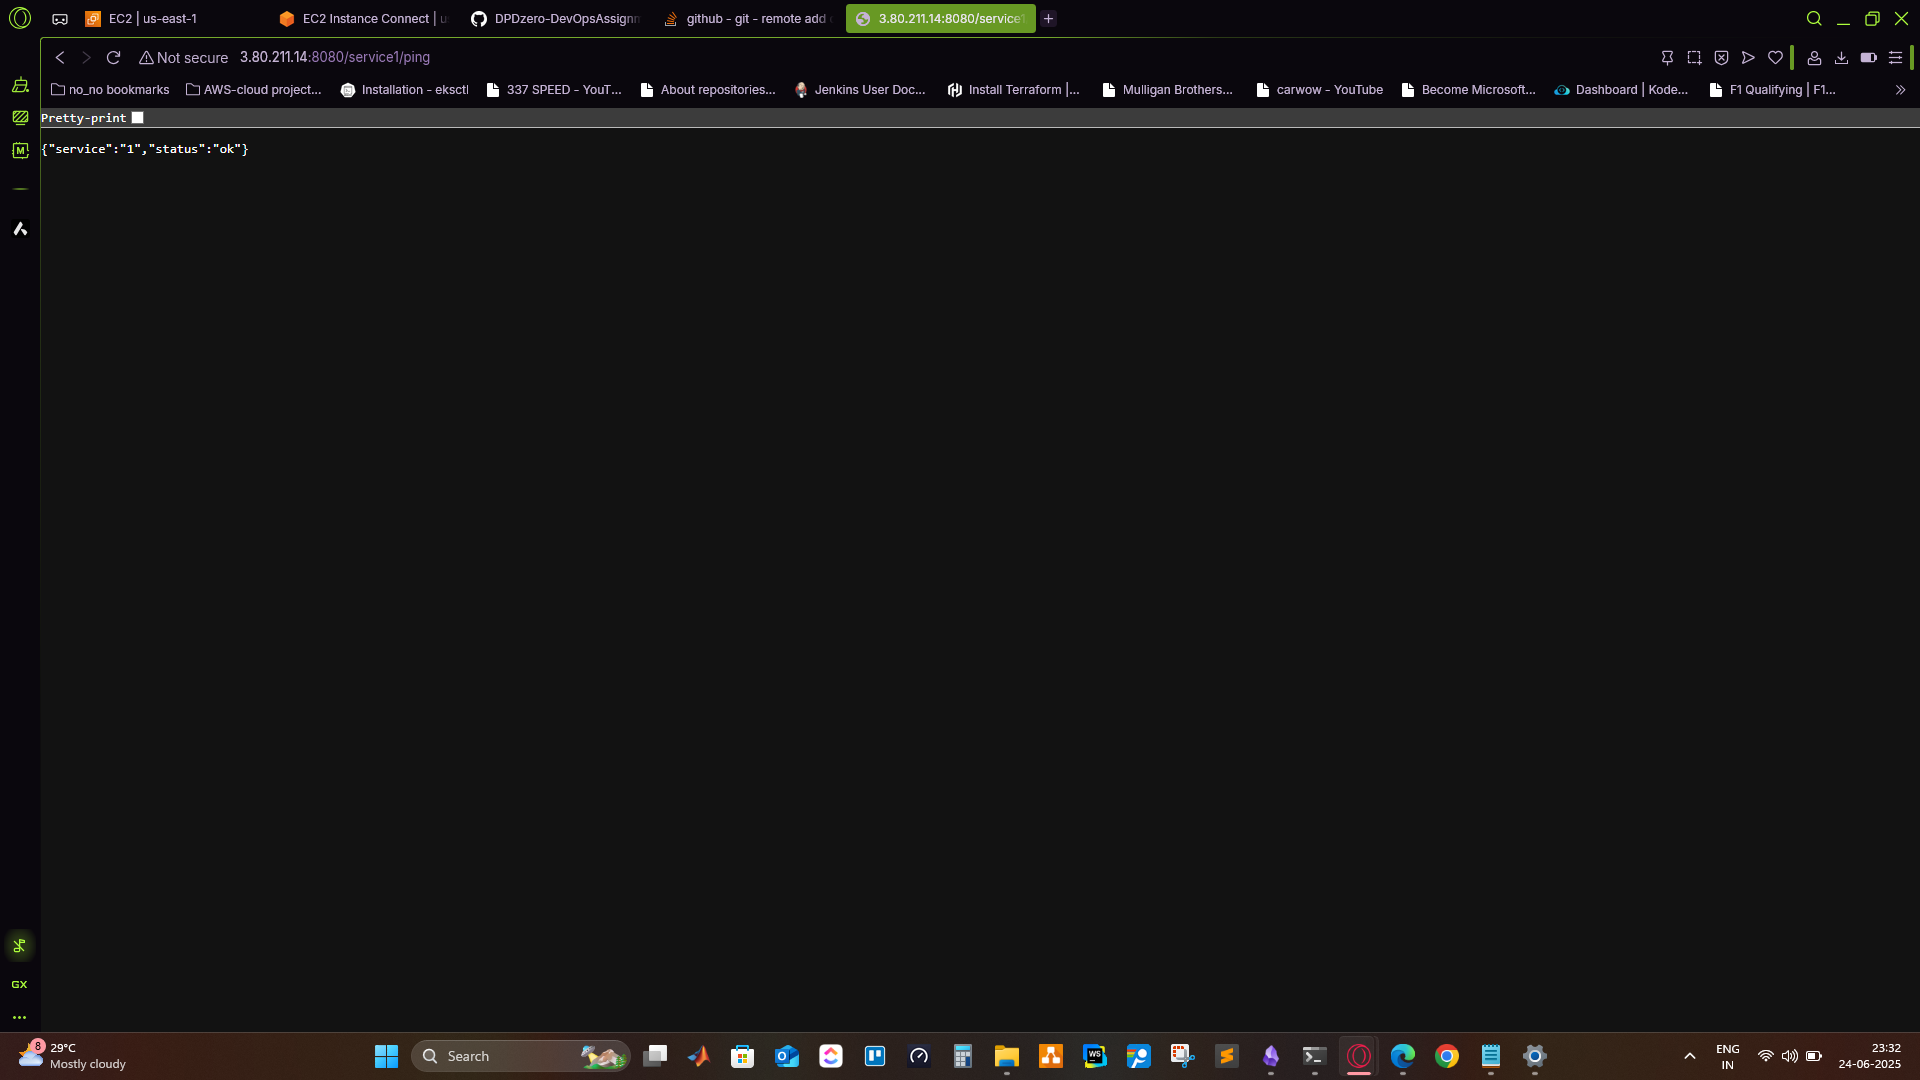 EC2 | us-east-1
EC2 Instance Connect | u
DPDzero-DevOpsAssignm
github - git - remote add
3.80.211.14:8080/service1
Not secure
3.80.211.14:8080/service1/ping
no_no bookmarks
AWS-cloud project...
Installation - eksctl
337 SPEED - YouT...
About repositories...
Jenkins User Doc...
Install Terraform |...
Mulligan Brothers...
carwow - YouTube
Become Microsoft...
Dashboard | Kode...
F1 Qualifying | F1...
Pretty-print
{"service":"1","status":"ok"}
M
GX
8
29°C
Mostly cloudy
Search
WS
ENG
IN
23:32
24-06-2025